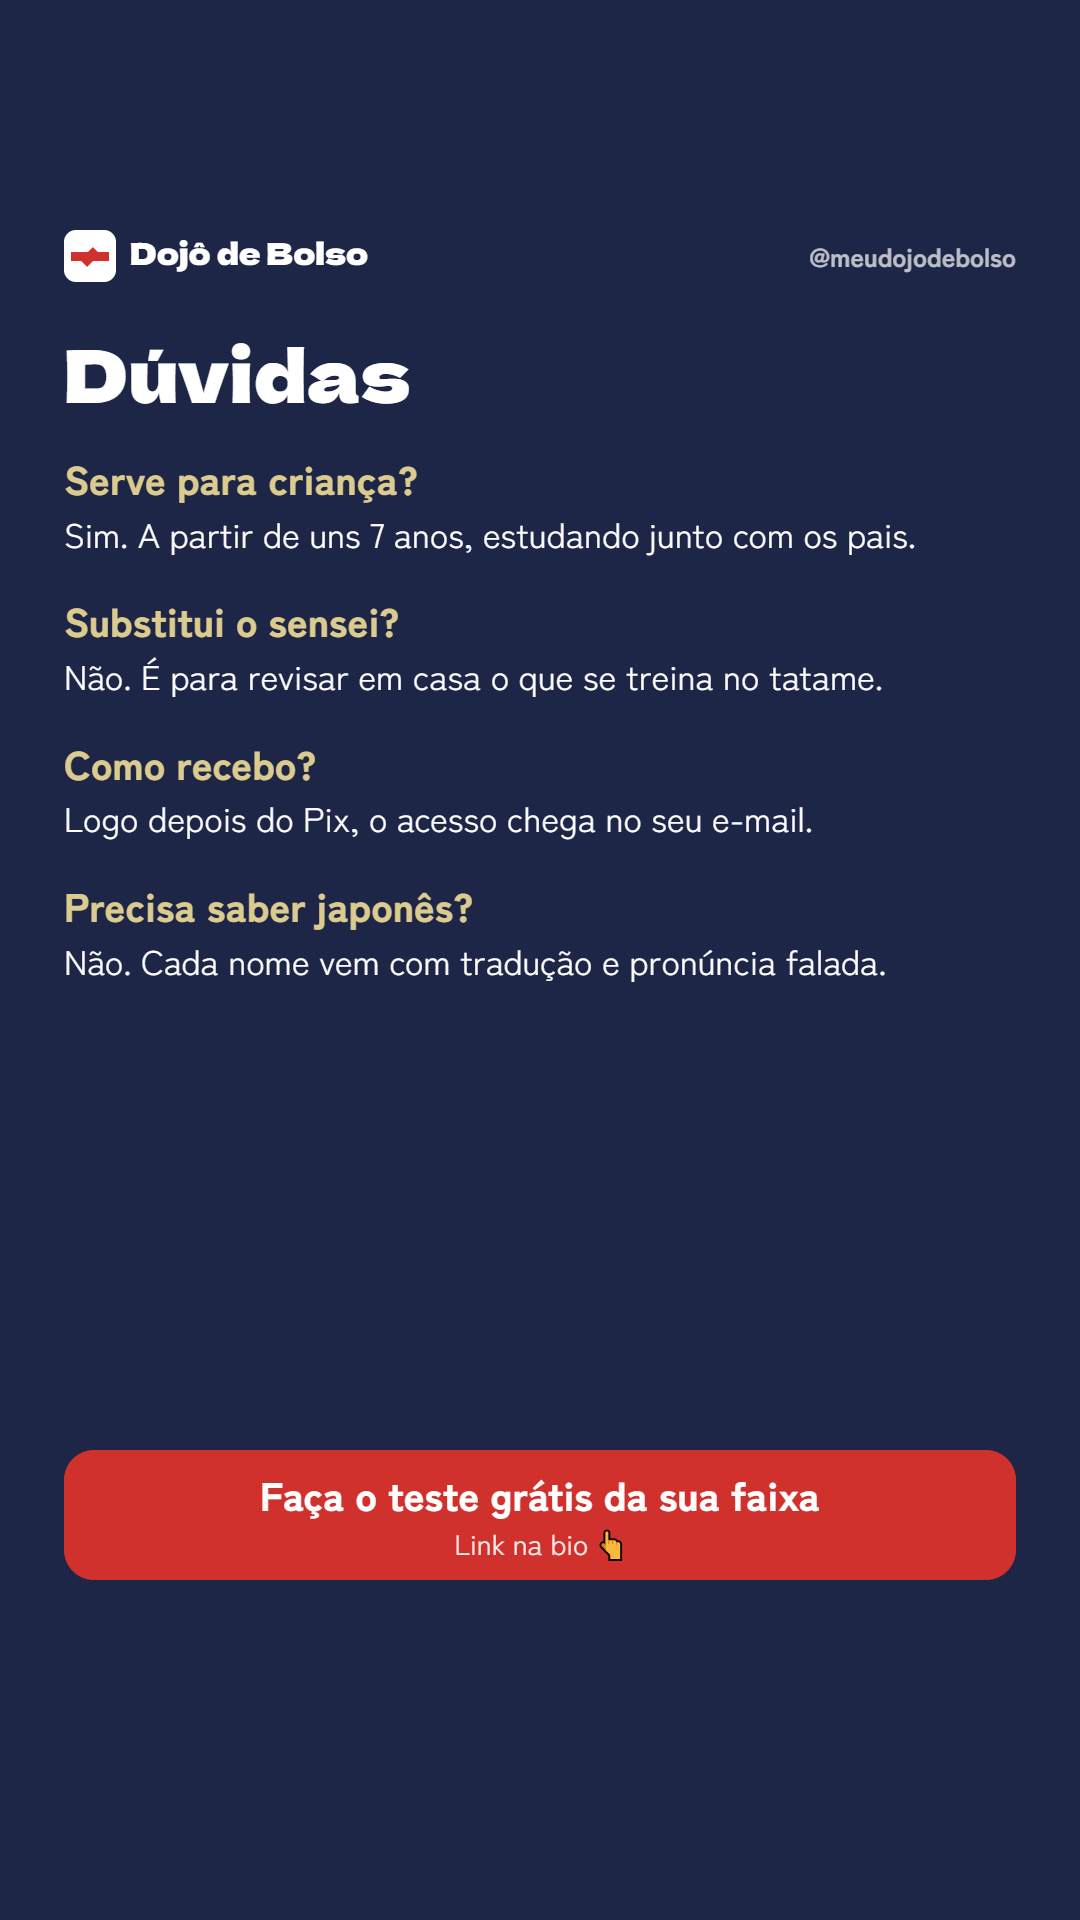 Dojô de Bolso
@meudojodebolso
Dúvidas
Serve para criança?
Sim. A partir de uns 7 anos, estudando junto com os pais.
Substitui o sensei?
Não. É para revisar em casa o que se treina no tatame.
Como recebo?
Logo depois do Pix, o acesso chega no seu e-mail.
Precisa saber japonês?
Não. Cada nome vem com tradução e pronúncia falada.
Faça o teste grátis da sua faixa
Link na bio 👆